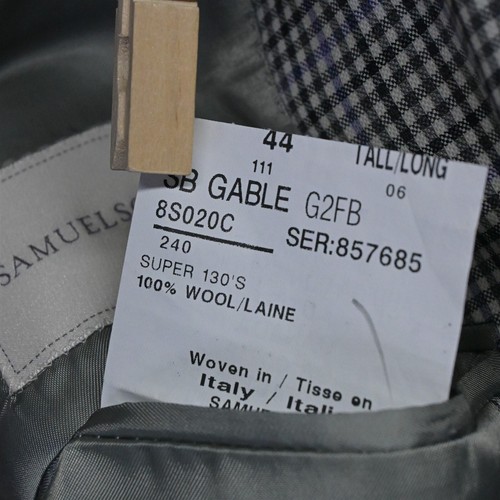 44 TALL/LONG
111 06
SB GABLE G2FB
8S020C SER:857685
240
SUPER 130'S
100% WOOL/LAINE
Woven in / Tisse en
Italy / Itali
SAMU
SAMUELS